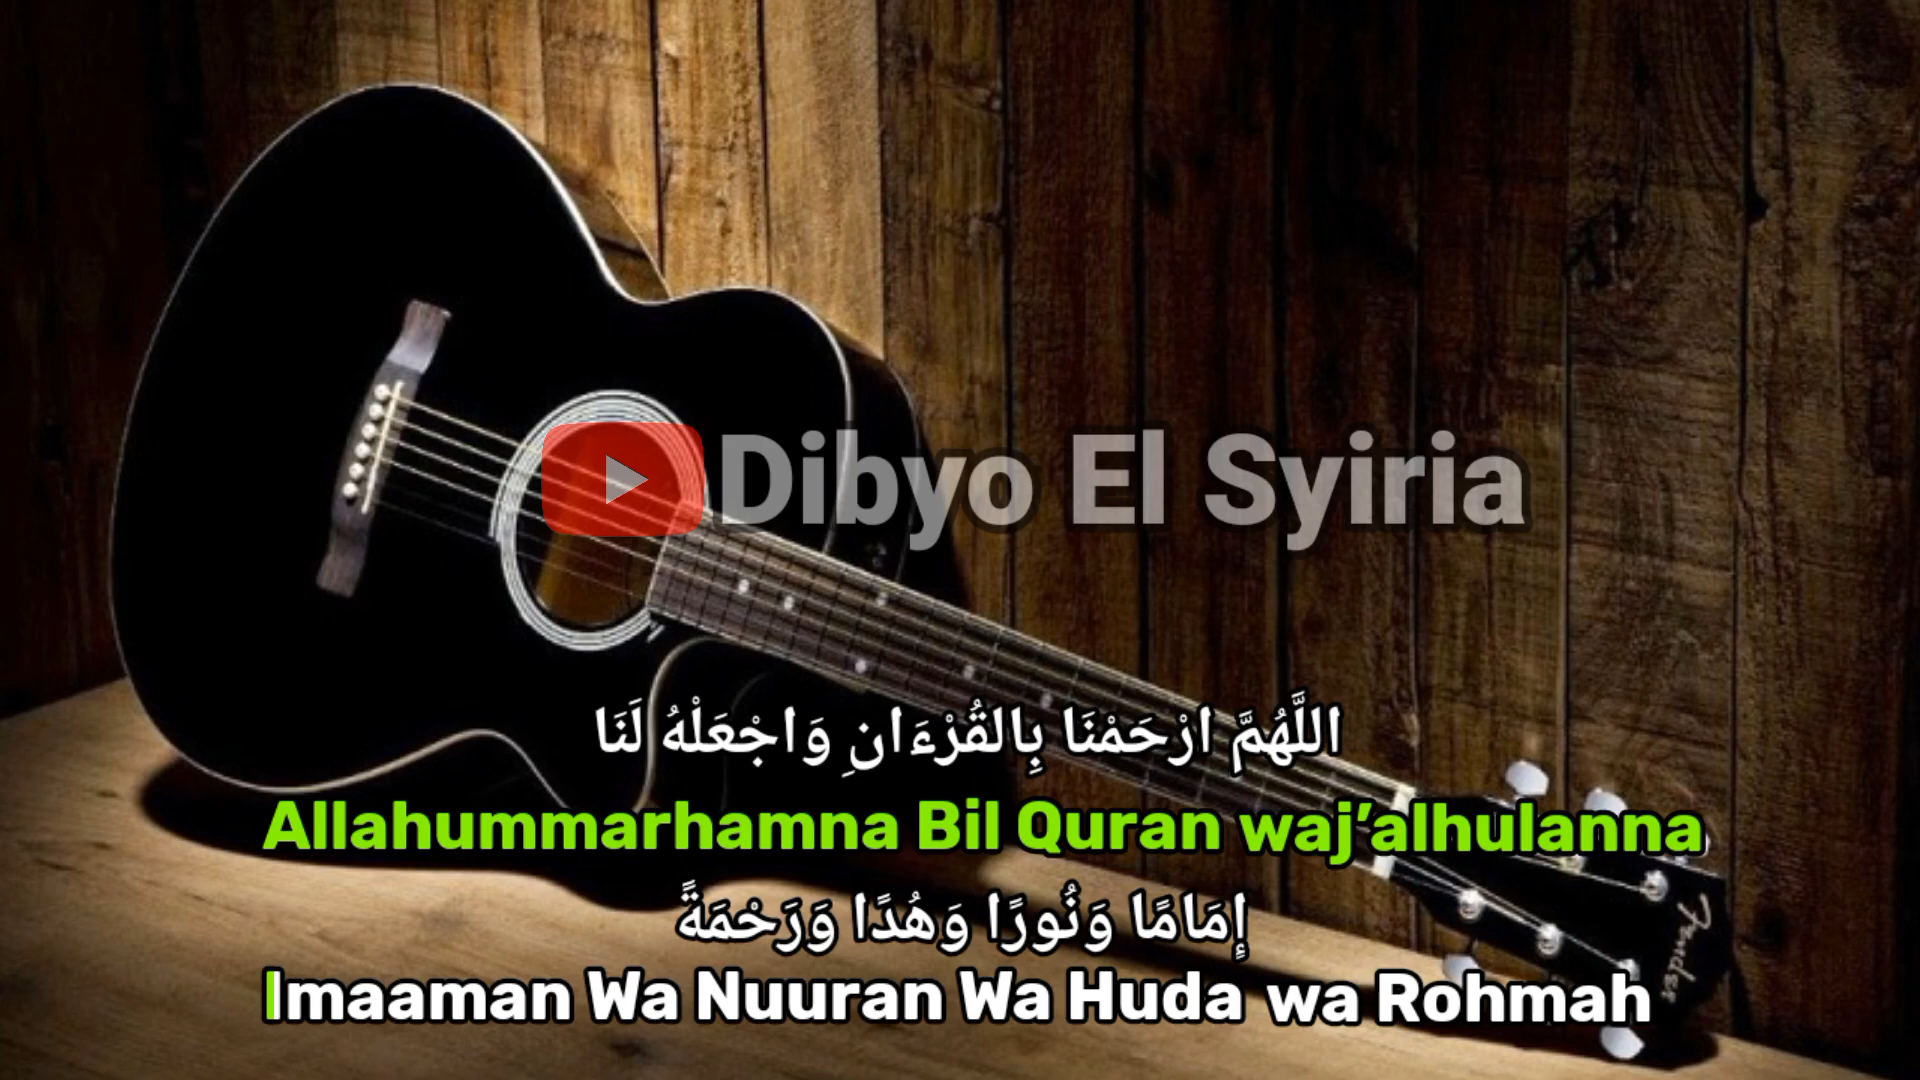 Dibyo El Syiria
اللَّهُمَّ ارْحَمْنَا بِالقُرْءَانِ وَاجْعَلْهُ لَنَا
Allahummarhamna Bil Quran waj’alhulanna
إِمَامًا وَنُورًا وَهُدًا وَرَحْمَةً
Imaaman Wa Nuuran Wa Huda wa Rohmah
Fender